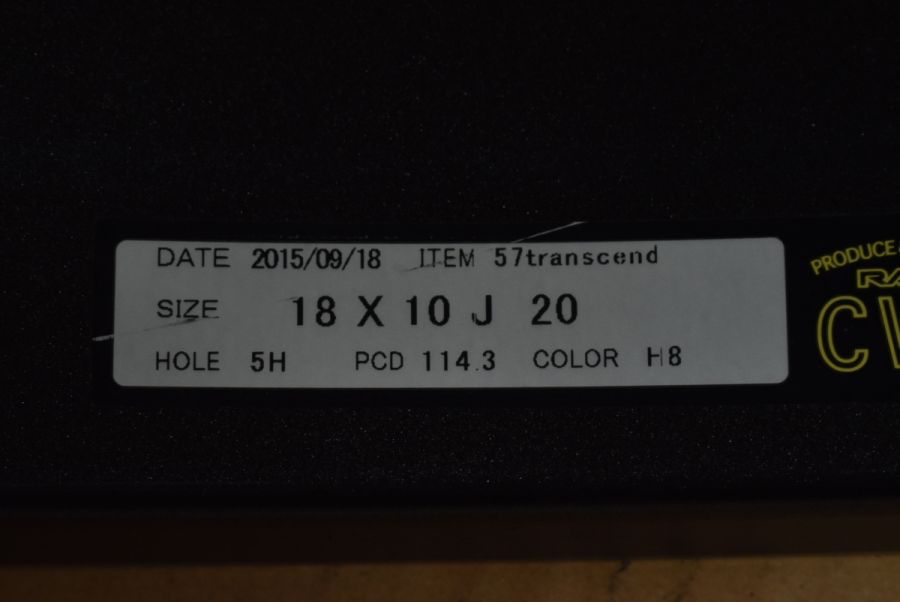 DATE 2015/09/18 ITEM 57transcend
SIZE 18 X 10 J 20
HOLE 5H PCD 114.3 COLOR H8
PRODUCE